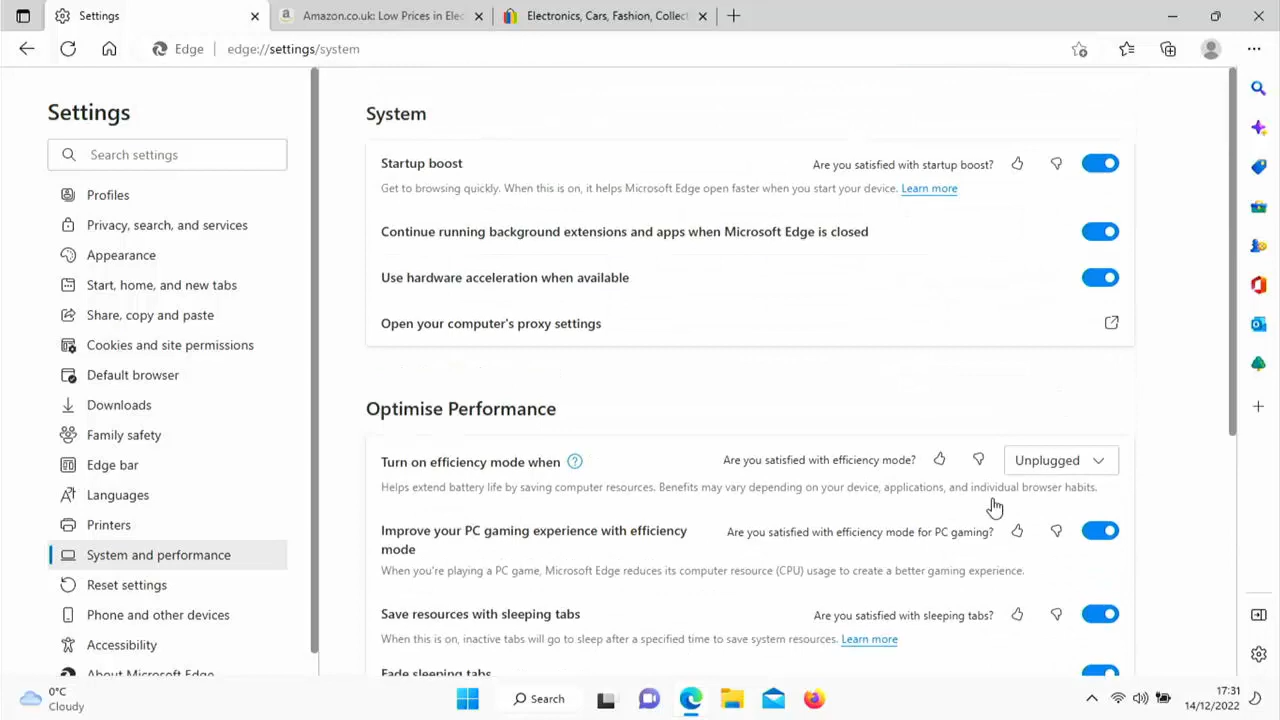 Settings
Amazon.co.uk: Low Prices in Elec
Electronics, Cars, Fashion, Collect
Edge
edge://settings/system
Settings
Search settings
Profiles
Privacy, search, and services
Appearance
Start, home, and new tabs
Share, copy and paste
Cookies and site permissions
Default browser
Downloads
Family safety
Edge bar
Languages
Printers
System and performance
Reset settings
Phone and other devices
Accessibility
About Microsoft Edge
System
Startup boost
Are you satisfied with startup boost?
Get to browsing quickly. When this is on, it helps Microsoft Edge open faster when you start your device. Learn more
Continue running background extensions and apps when Microsoft Edge is closed
Use hardware acceleration when available
Open your computer's proxy settings
Optimise Performance
Turn on efficiency mode when
Are you satisfied with efficiency mode?
Unplugged
Helps extend battery life by saving computer resources. Benefits may vary depending on your device, applications, and individual browser habits.
Improve your PC gaming experience with efficiency
mode
Are you satisfied with efficiency mode for PC gaming?
When you're playing a PC game, Microsoft Edge reduces its computer resource (CPU) usage to create a better gaming experience.
Save resources with sleeping tabs
Are you satisfied with sleeping tabs?
When this is on, inactive tabs will go to sleep after a specified time to save system resources. Learn more
Fade sleeping tabs
0°C
Cloudy
Search
17:31
14/12/2022